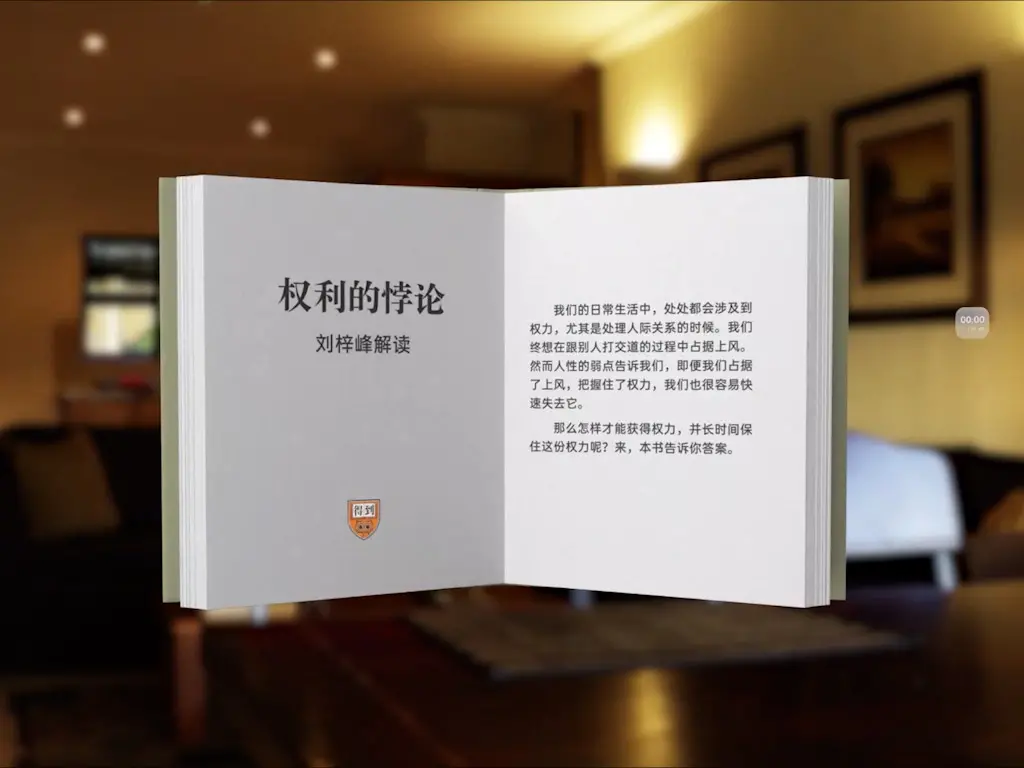 权利的悖论
刘梓峰解读
得到
我们的日常生活中，处处都会涉及到
权力，尤其是处理人际关系的时候。我们
终想在跟别人打交道的过程中占据上风。
然而人性的弱点告诉我们，即便我们占据
了上风，把握住了权力，我们也很容易快
速失去它。
那么怎样才能获得权力，并长时间保
住这份权力呢？来，本书告诉你答案。
00:00